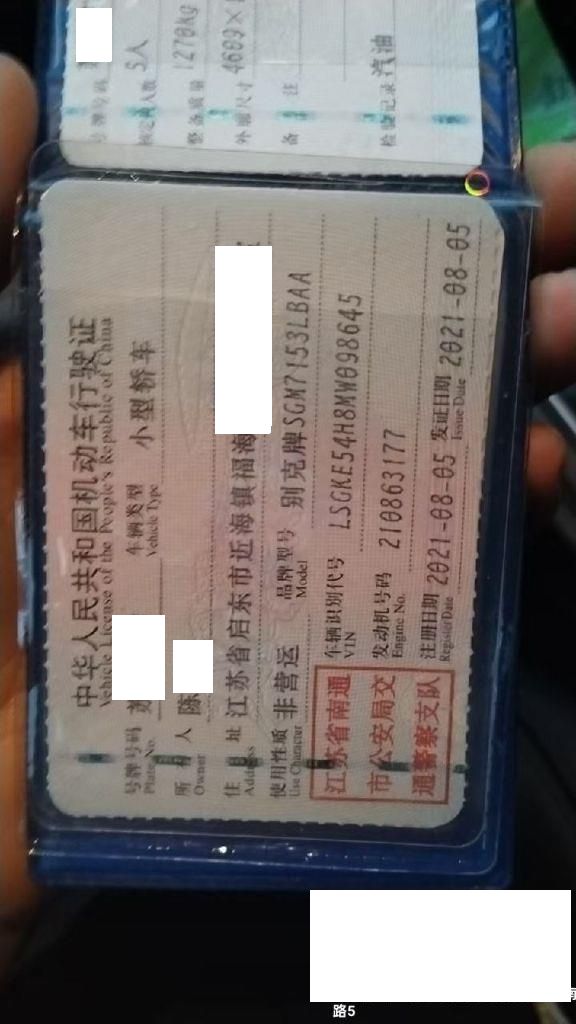 5人
1270kg
整备质量
4609×1
外廓尺寸
备 注
汽油
检验记录
中华人民共和国机动车行驶证
Vehicle License of the People's Republic of China
号牌号码
Plate No.
车辆类型 小型轿车
Vehicle Type
所 人 陈
Owner
住 址 江苏省启东市近海镇福海
Address
使用性质 非营运 品牌型号 别克牌SGM7153LBAA
Use Character Model
江苏省南通
市公安局交
通警察支队
车辆识别代号 LSGKE54H8MW098645
VIN
发动机号码 210863177
Engine No.
注册日期 2021-08-05 发证日期 2021-08-05
Register Date Issue Date
路5